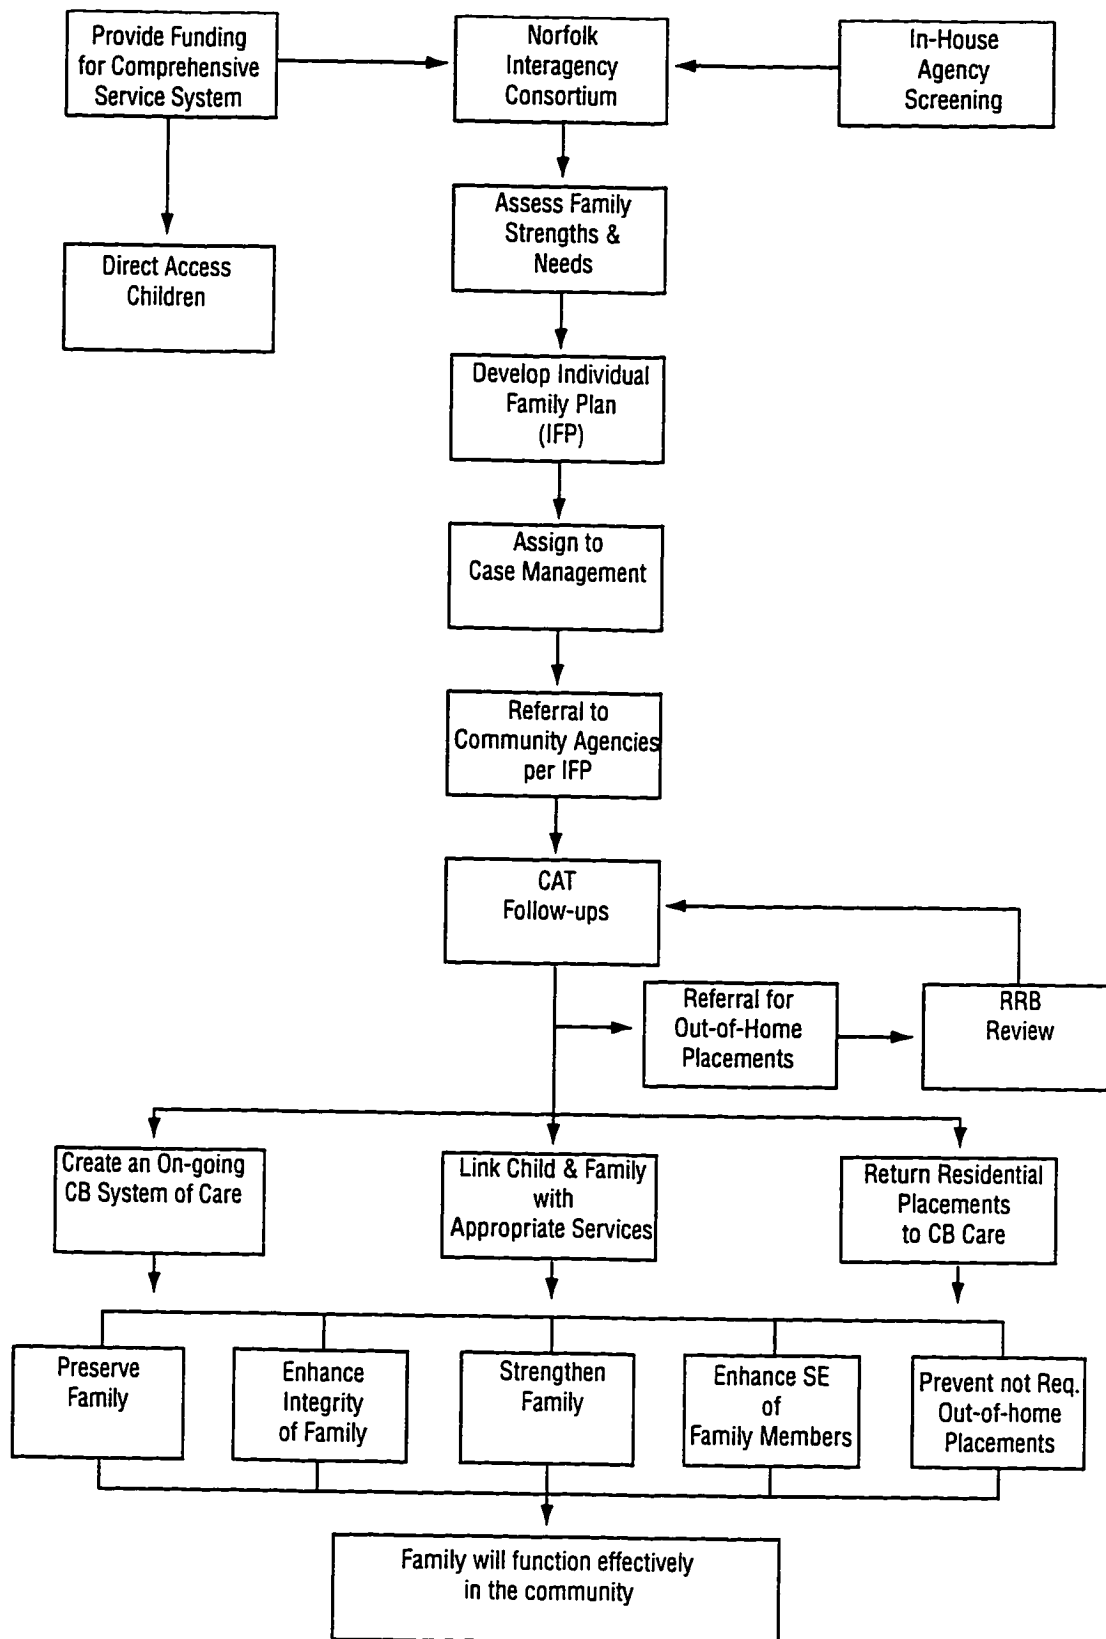 Provide Funding
for Comprehensive
Service System
Norfolk
Interagency
Consortium
In-House
Agency
Screening
Direct Access
Children
Assess Family
Strengths &
Needs
Develop Individual
Family Plan
(IFP)
Assign to
Case Management
Referral to
Community Agencies
per IFP
CAT
Follow-ups
Referral for
Out-of-Home
Placements
RRB
Review
Create an On-going
CB System of Care
Link Child & Family
with
Appropriate Services
Return Residential
Placements
to CB Care
Preserve
Family
Enhance
Integrity
of Family
Strengthen
Family
Enhance SE
of
Family Members
Prevent not Req.
Out-of-home
Placements
Family will function effectively
in the community